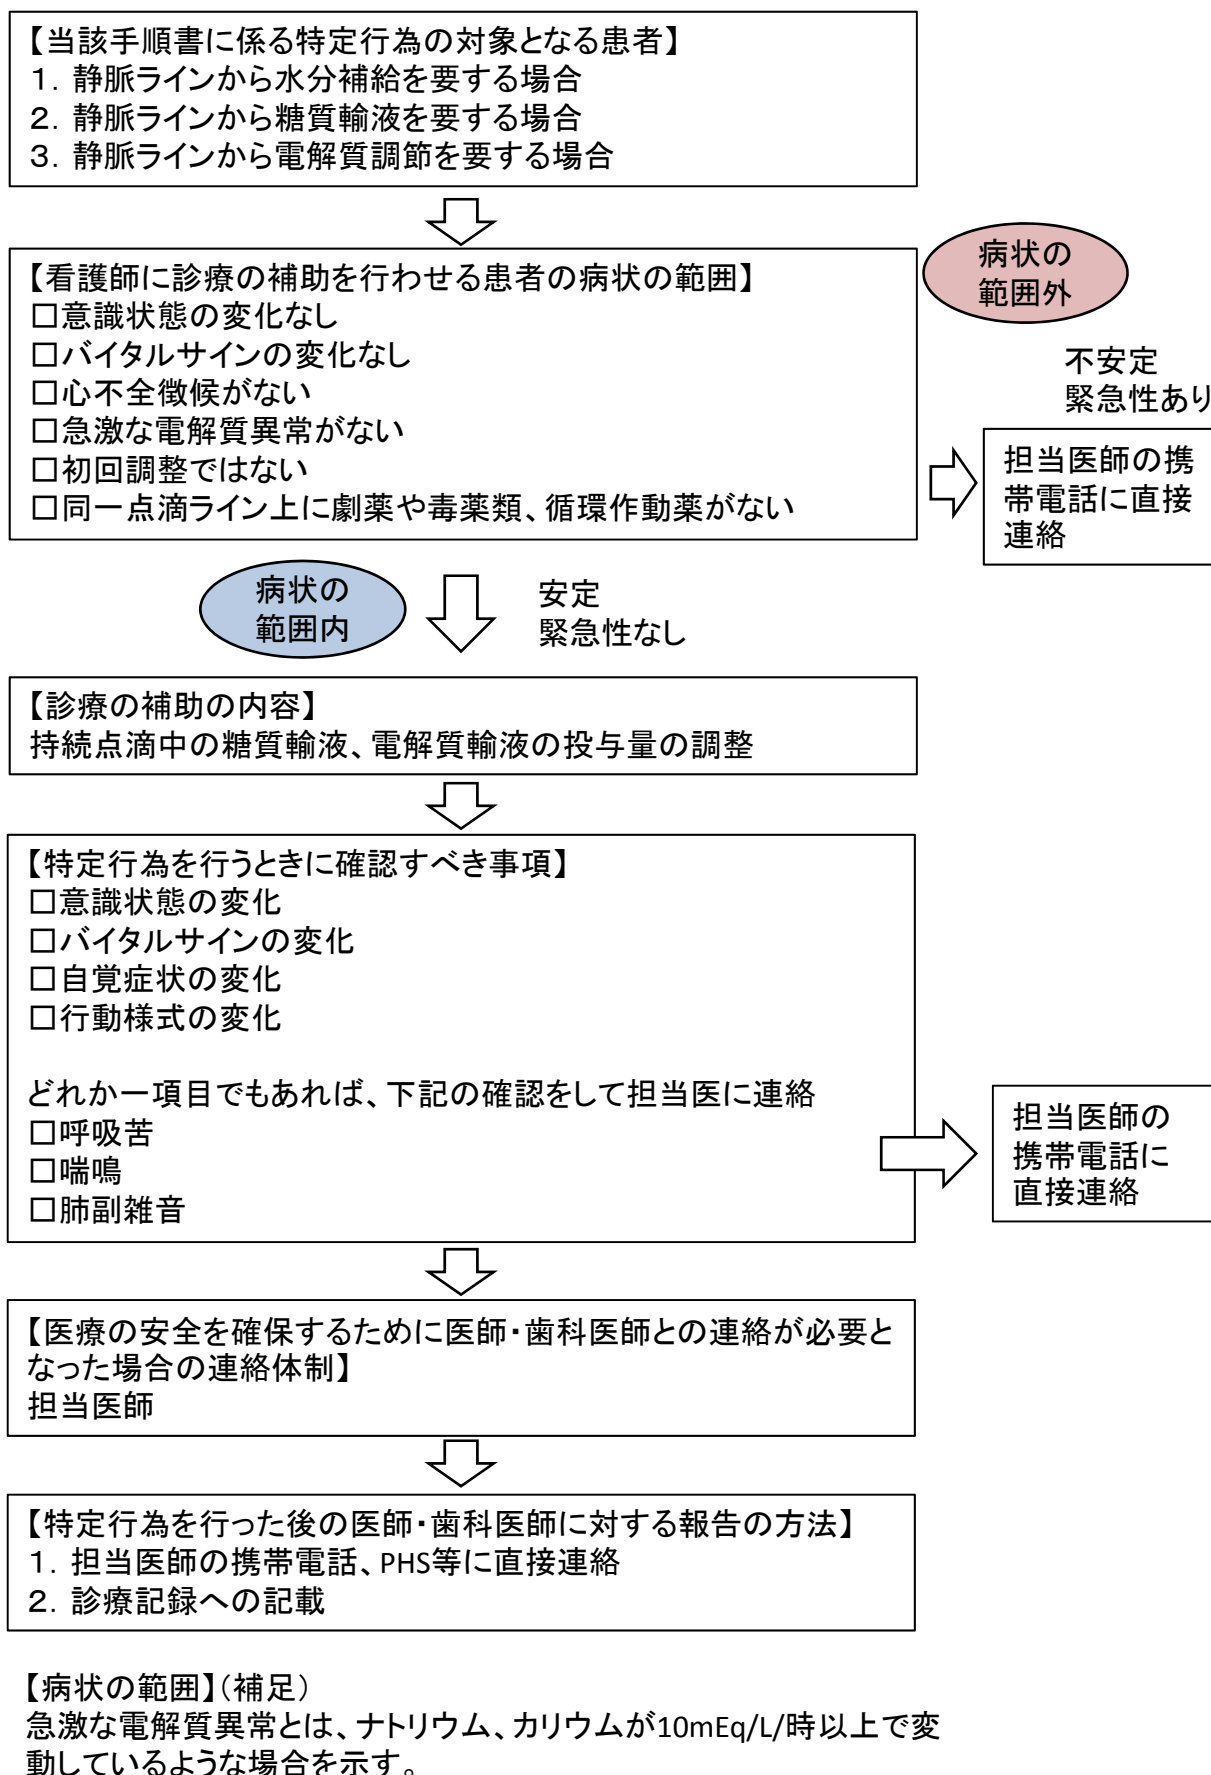 【当該手順書に係る特定行為の対象となる患者】
１．静脈ラインから水分補給を要する場合
２．静脈ラインから糖質輸液を要する場合
３．静脈ラインから電解質調節を要する場合
【看護師に診療の補助を行わせる患者の病状の範囲】
□意識状態の変化なし
□バイタルサインの変化なし
□心不全徴候がない
□急激な電解質異常がない
□初回調整ではない
□同一点滴ライン上に劇薬や毒薬類、循環作動薬がない
病状の
範囲外
不安定
緊急性あり
担当医師の携
帯電話に直接
連絡
病状の
範囲内
安定
緊急性なし
【診療の補助の内容】
持続点滴中の糖質輸液、電解質輸液の投与量の調整
【特定行為を行うときに確認すべき事項】
□意識状態の変化
□バイタルサインの変化
□自覚症状の変化
□行動様式の変化
どれか一項目でもあれば、下記の確認をして担当医に連絡
□呼吸苦
□喘鳴
□肺副雑音
担当医師の
携帯電話に
直接連絡
【医療の安全を確保するために医師・歯科医師との連絡が必要と
なった場合の連絡体制】
担当医師
【特定行為を行った後の医師・歯科医師に対する報告の方法】
１．担当医師の携帯電話、PHS等に直接連絡
２．診療記録への記載
【病状の範囲】（補足）
急激な電解質異常とは、ナトリウム、カリウムが10mEq/L/時以上で変
動しているような場合を示す。